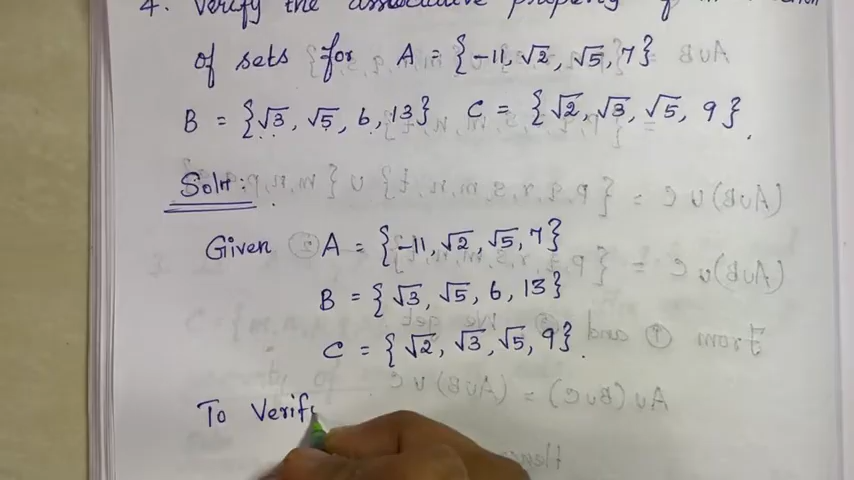 4. Verify the associative property of
of sets for A = {-11, √2, √5, 7}
B = {√3, √5, 6, 13} C = {√2, √3, √5, 9}.
Soln:
Given A = {-11, √2, √5, 7}
B = {√3, √5, 6, 13}
C = {√2, √3, √5, 9}.
To Verif